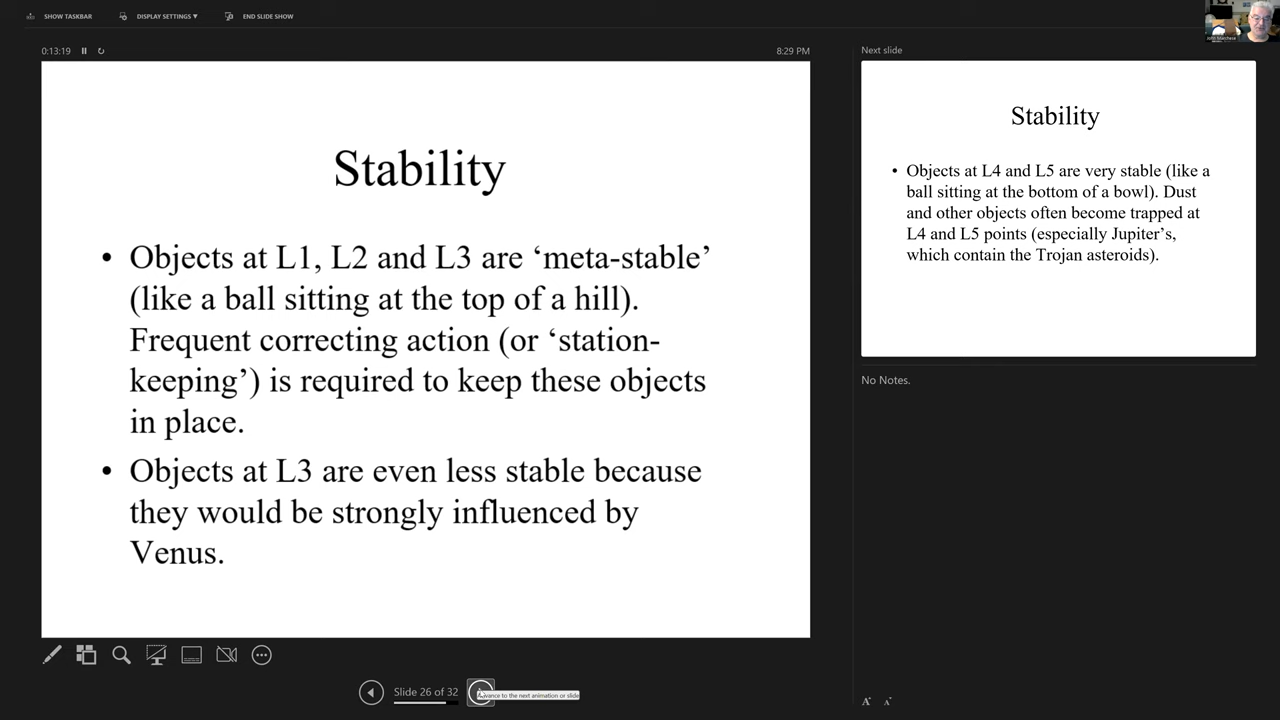 SHOW TASKBAR
DISPLAY SETTINGS ▾
END SLIDE SHOW
0:13:19
8:29 PM
Stability
• Objects at L1, L2 and L3 are ‘meta-stable’
(like a ball sitting at the top of a hill).
Frequent correcting action (or ‘station-
keeping’) is required to keep these objects
in place.
• Objects at L3 are even less stable because
they would be strongly influenced by
Venus.
Slide 26 of 32
Advance to the next animation or slide
Next slide
Stability
• Objects at L4 and L5 are very stable (like a
ball sitting at the bottom of a bowl). Dust
and other objects often become trapped at
L4 and L5 points (especially Jupiter’s,
which contain the Trojan asteroids).
No Notes.
A
A